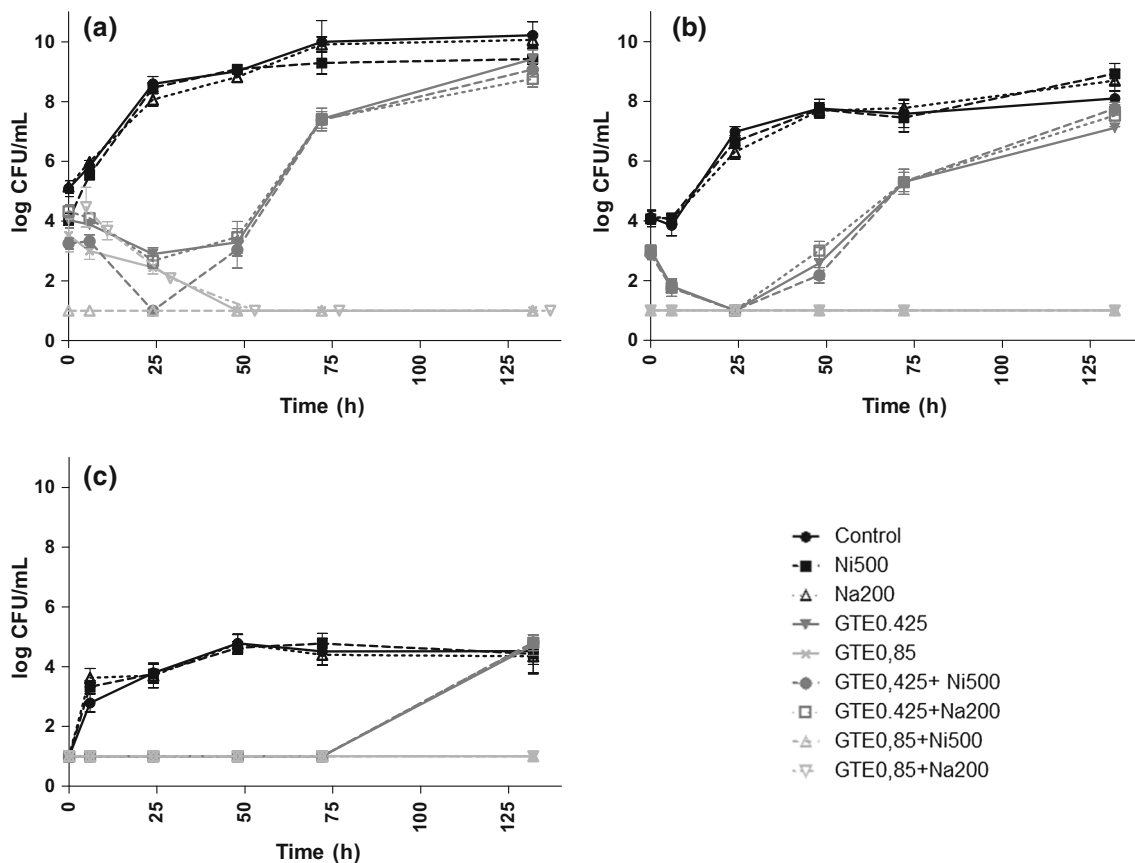 (a)
log CFU/mL
10
8
6
4
2
0
0 25 50 75 100 125
Time (h)
(b)
log CFU/mL
10
8
6
4
2
0
0 25 50 75 100 125
Time (h)
(c)
log CFU/mL
10
8
6
4
2
0
0 25 50 75 100 125
Time (h)
Control
Ni500
Na200
GTE0.425
GTE0,85
GTE0,425+ Ni500
GTE0.425+Na200
GTE0,85+Ni500
GTE0,85+Na200